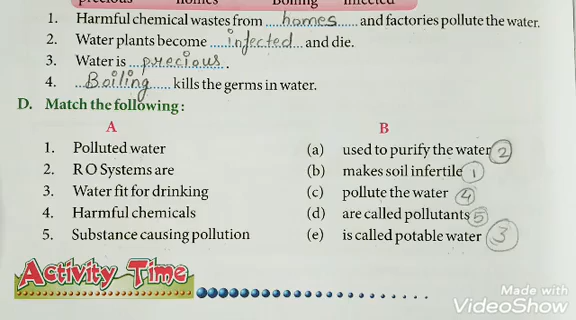 precious homes Boiling infected
1. Harmful chemical wastes from homes and factories pollute the water.
2. Water plants become infected and die.
3. Water is precious.
4. Boiling kills the germs in water.
D. Match the following:
A B
1. Polluted water (a) used to purify the water 2
2. R O Systems are (b) makes soil infertile 1
3. Water fit for drinking (c) pollute the water 4
4. Harmful chemicals (d) are called pollutants 5
5. Substance causing pollution (e) is called potable water 3
Activity Time
Made with
VideoShow